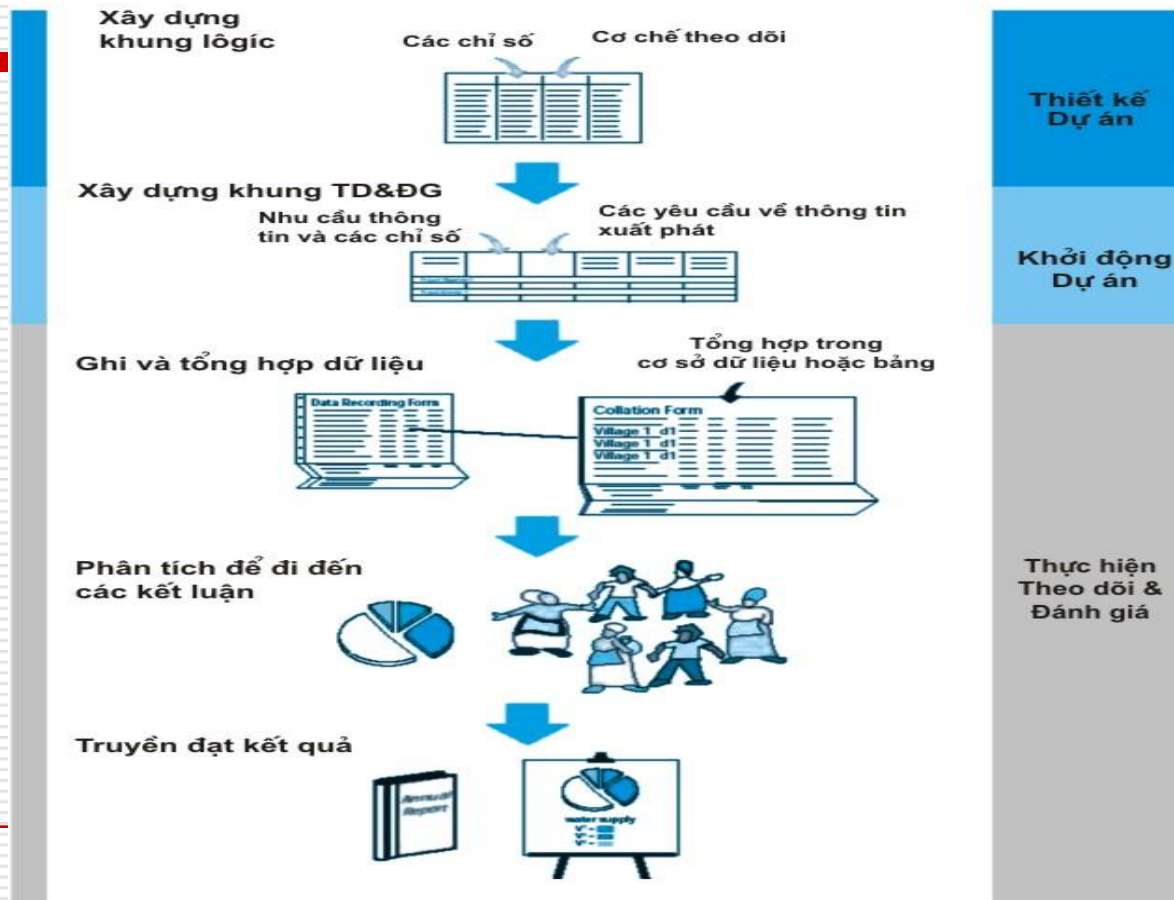 Xây dựng
khung lôgíc
Các chỉ số
Cơ chế theo dõi
Thiết kế
Dự án
Xây dựng khung TD&ĐG
Nhu cầu thông
tin và các chỉ số
Các yêu cầu về thông tin
xuất phát
Khởi động
Dự án
Ghi và tổng hợp dữ liệu
Tổng hợp trong
cơ sở dữ liệu hoặc bảng
Data Recording Form
Collation Form
Village 1 d1
Village 1 d1
Village 1 d1
Phân tích để đi đến
các kết luận
Thực hiện
Theo dõi &
Đánh giá
Truyền đạt kết quả
Annual
Report
water supply